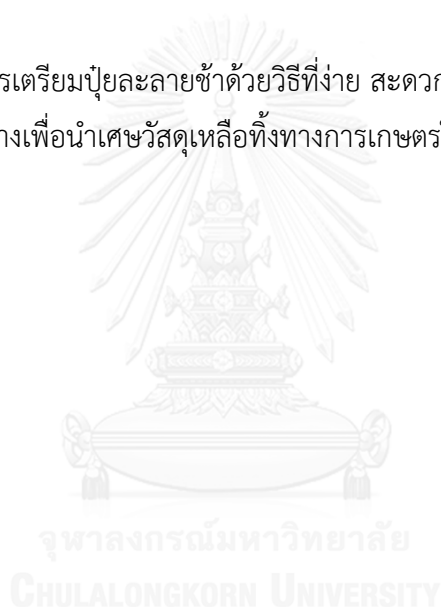 รเตรียมปุ๋ยละลายช้าด้วยวิธีที่ง่าย สะดวก
างเพื่อนำเศษวัสดุเหลือทิ้งทางการเกษตร
จุฬาลงกรณ์มหาวิทยาลัย
CHULALONGKORN UNIVERSITY